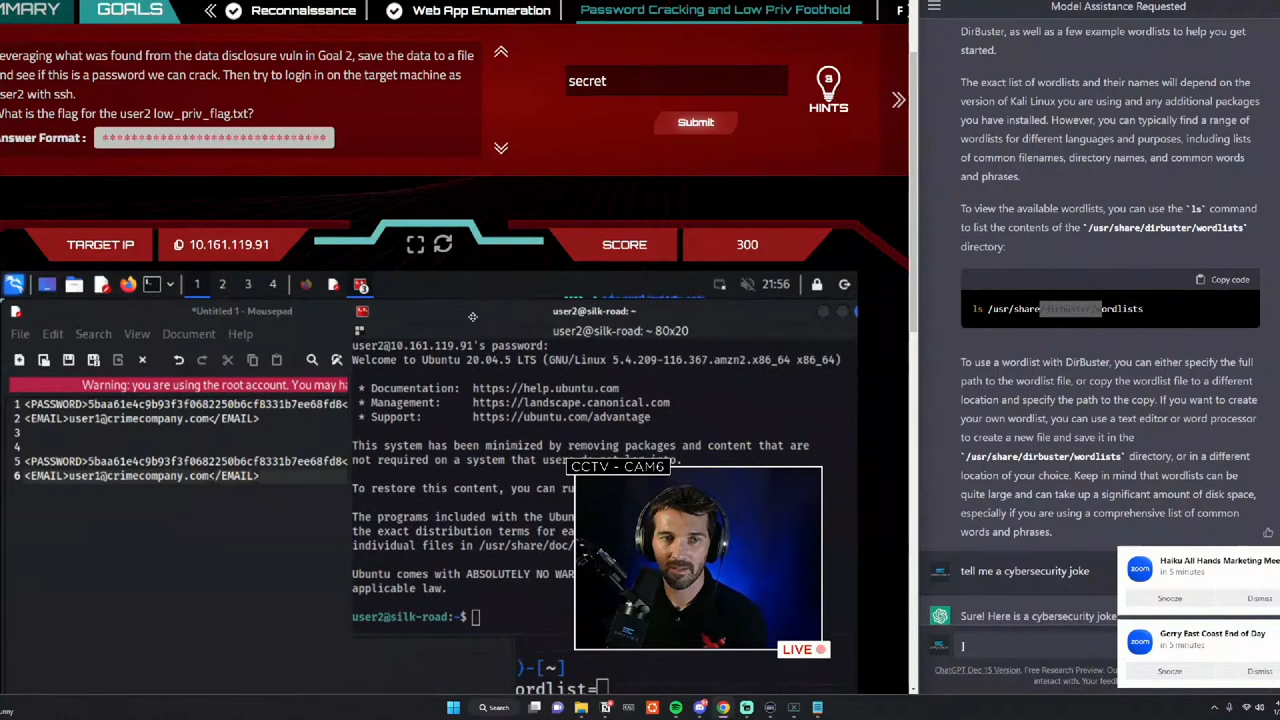 MMARY
GOALS
Reconnaissance
Web App Enumeration
Password Cracking and Low Priv Foothold
everaging what was found from the data disclosure vuln in Goal 2, save the data to a file
nd see if this is a password we can crack. Then try to login in on the target machine as
ser2 with ssh.
What is the flag for the user2 low_priv_flag.txt?
Answer Format :
****************************
secret
Submit
3
HINTS
TARGET IP
10.161.119.91
SCORE
300
1 2 3 4
3
21:56
*Untitled 1 - Mousepad
File Edit Search View Document Help
Warning: you are using the root account. You may ha
1 <PASSWORD>5baa61e4c9b93f3f0682250b6cf8331b7ee68fd8<
2 <EMAIL>user1@crimecompany.com</EMAIL>
3
4
5 <PASSWORD>5baa61e4c9b93f3f0682250b6cf8331b7ee68fd8<
6 <EMAIL>user1@crimecompany.com</EMAIL>
user2@silk-road: ~
user2@silk-road: ~ 80x20
user2@10.161.119.91's password:
Welcome to Ubuntu 20.04.5 LTS (GNU/Linux 5.4.209-116.367.amzn2.x86_64 x86_64)
* Documentation: https://help.ubuntu.com
* Management: https://landscape.canonical.com
* Support: https://ubuntu.com/advantage
This system has been minimized by removing packages and content that are
not required on a system that use
To restore this content, you can ru
The programs included with the Ubun
the exact distribution terms for ea
individual files in /usr/share/doc/
Ubuntu comes with ABSOLUTELY NO WAR
applicable law.
user2@silk-road:~$
)-[~]
ordlist=
CCTV - CAM6
LIVE
Model Assistance Requested
DirBuster, as well as a few example wordlists to help you get
started.
The exact list of wordlists and their names will depend on the
version of Kali Linux you are using and any additional packages
you have installed. However, you can typically find a range of
wordlists for different languages and purposes, including lists
of common filenames, directory names, and common words
and phrases.
To view the available wordlists, you can use the `ls` command
to list the contents of the `/usr/share/dirbuster/wordlists`
directory:
Copy code
ls /usr/share/dirbuster/wordlists
To use a wordlist with DirBuster, you can either specify the full
path to the wordlist file, or copy the wordlist file to a different
location and specify the path to the copy. If you want to create
your own wordlist, you can use a text editor or word processor
to create a new file and save it in the
`/usr/share/dirbuster/wordlists` directory, or in a different
location of your choice. Keep in mind that wordlists can be
quite large and can take up a significant amount of disk space,
especially if you are using a comprehensive list of common
words and phrases.
tell me a cybersecurity joke
Sure! Here is a cybersecurity joke
ChatGPT Dec 15 Version. Free Research Preview. Ou
interact with. Your feed
zoom
Haiku All Hands Marketing Mee
in 5 minutes
Snooze Dismiss
zoom
Gerry East Coast End of Day
in 5 minutes
Snooze Dismiss
Search
unny